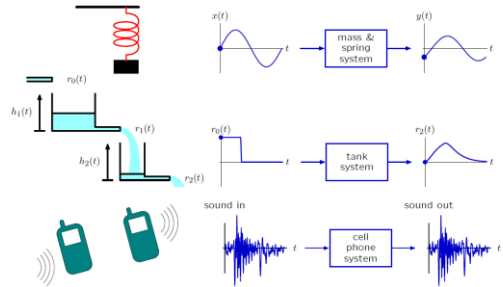 x(t)
t
mass &
spring
system
y(t)
t
r₀(t)
h₁(t)
r₁(t)
h₂(t)
r₂(t)
r₀(t)
t
tank
system
r₂(t)
t
sound in
t
cell
phone
system
sound out
t